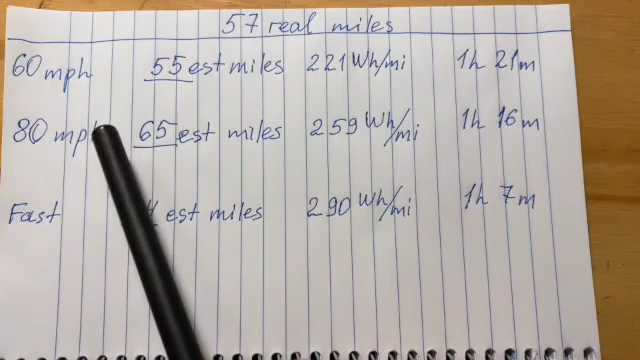 57 real miles
60 mph 55 est miles 221 Wh/mi 1h 21m
80 mph 65 est miles 259 Wh/mi 1h 16m
Fast est miles 290 Wh/mi 1h 7m